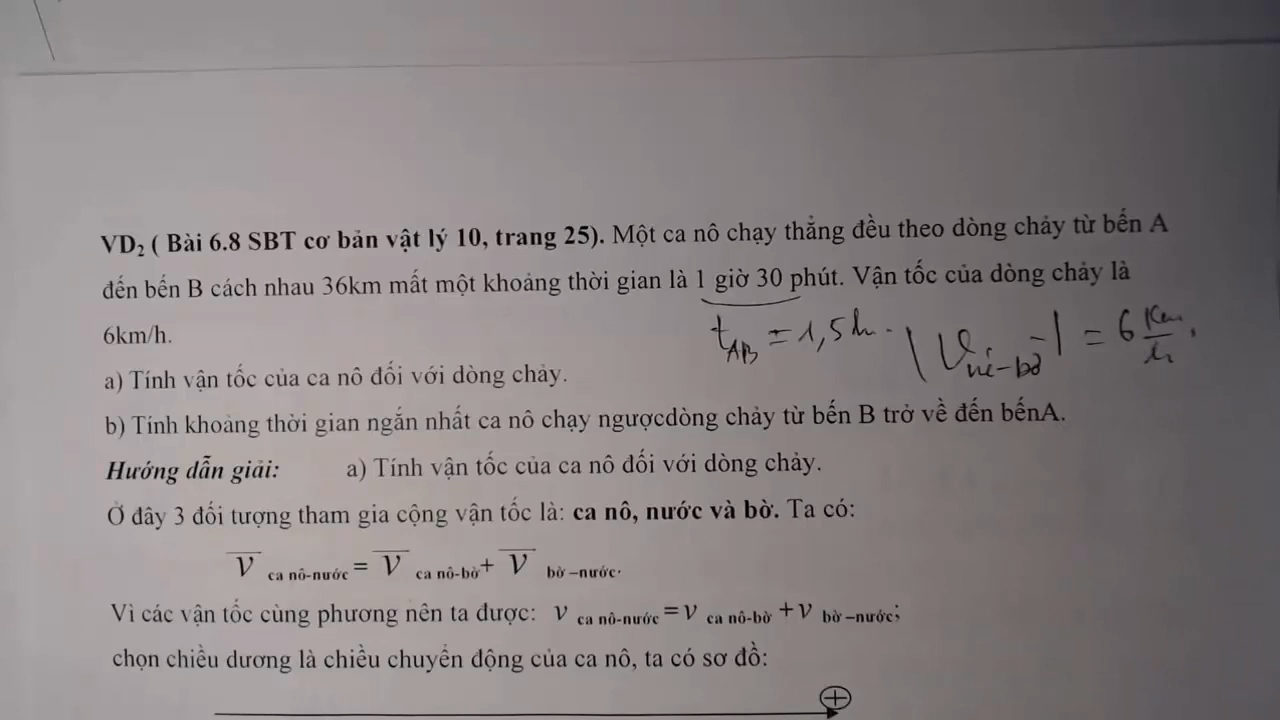 VD₂ ( Bài 6.8 SBT cơ bản vật lý 10, trang 25). Một ca nô chạy thẳng đều theo dòng chảy từ bến A
đến bến B cách nhau 36km mất một khoảng thời gian là 1 giờ 30 phút. Vận tốc của dòng chảy là
6km/h.
t_AB = 1,5h. |V_nc-bờ| = 6 Km/h,
a) Tính vận tốc của ca nô đối với dòng chảy.
b) Tính khoảng thời gian ngắn nhất ca nô chạy ngượcdòng chảy từ bến B trở về đến bếnA.
Hướng dẫn giải: a) Tính vận tốc của ca nô đối với dòng chảy.
Ở đây 3 đối tượng tham gia cộng vận tốc là: ca nô, nước và bờ. Ta có:
V̅ ca nô-nước = V̅ ca nô-bờ + V̅ bờ –nước.
Vì các vận tốc cùng phương nên ta được: v ca nô-nước = v ca nô-bờ + v bờ –nước;
chọn chiều dương là chiều chuyển động của ca nô, ta có sơ đồ:
+